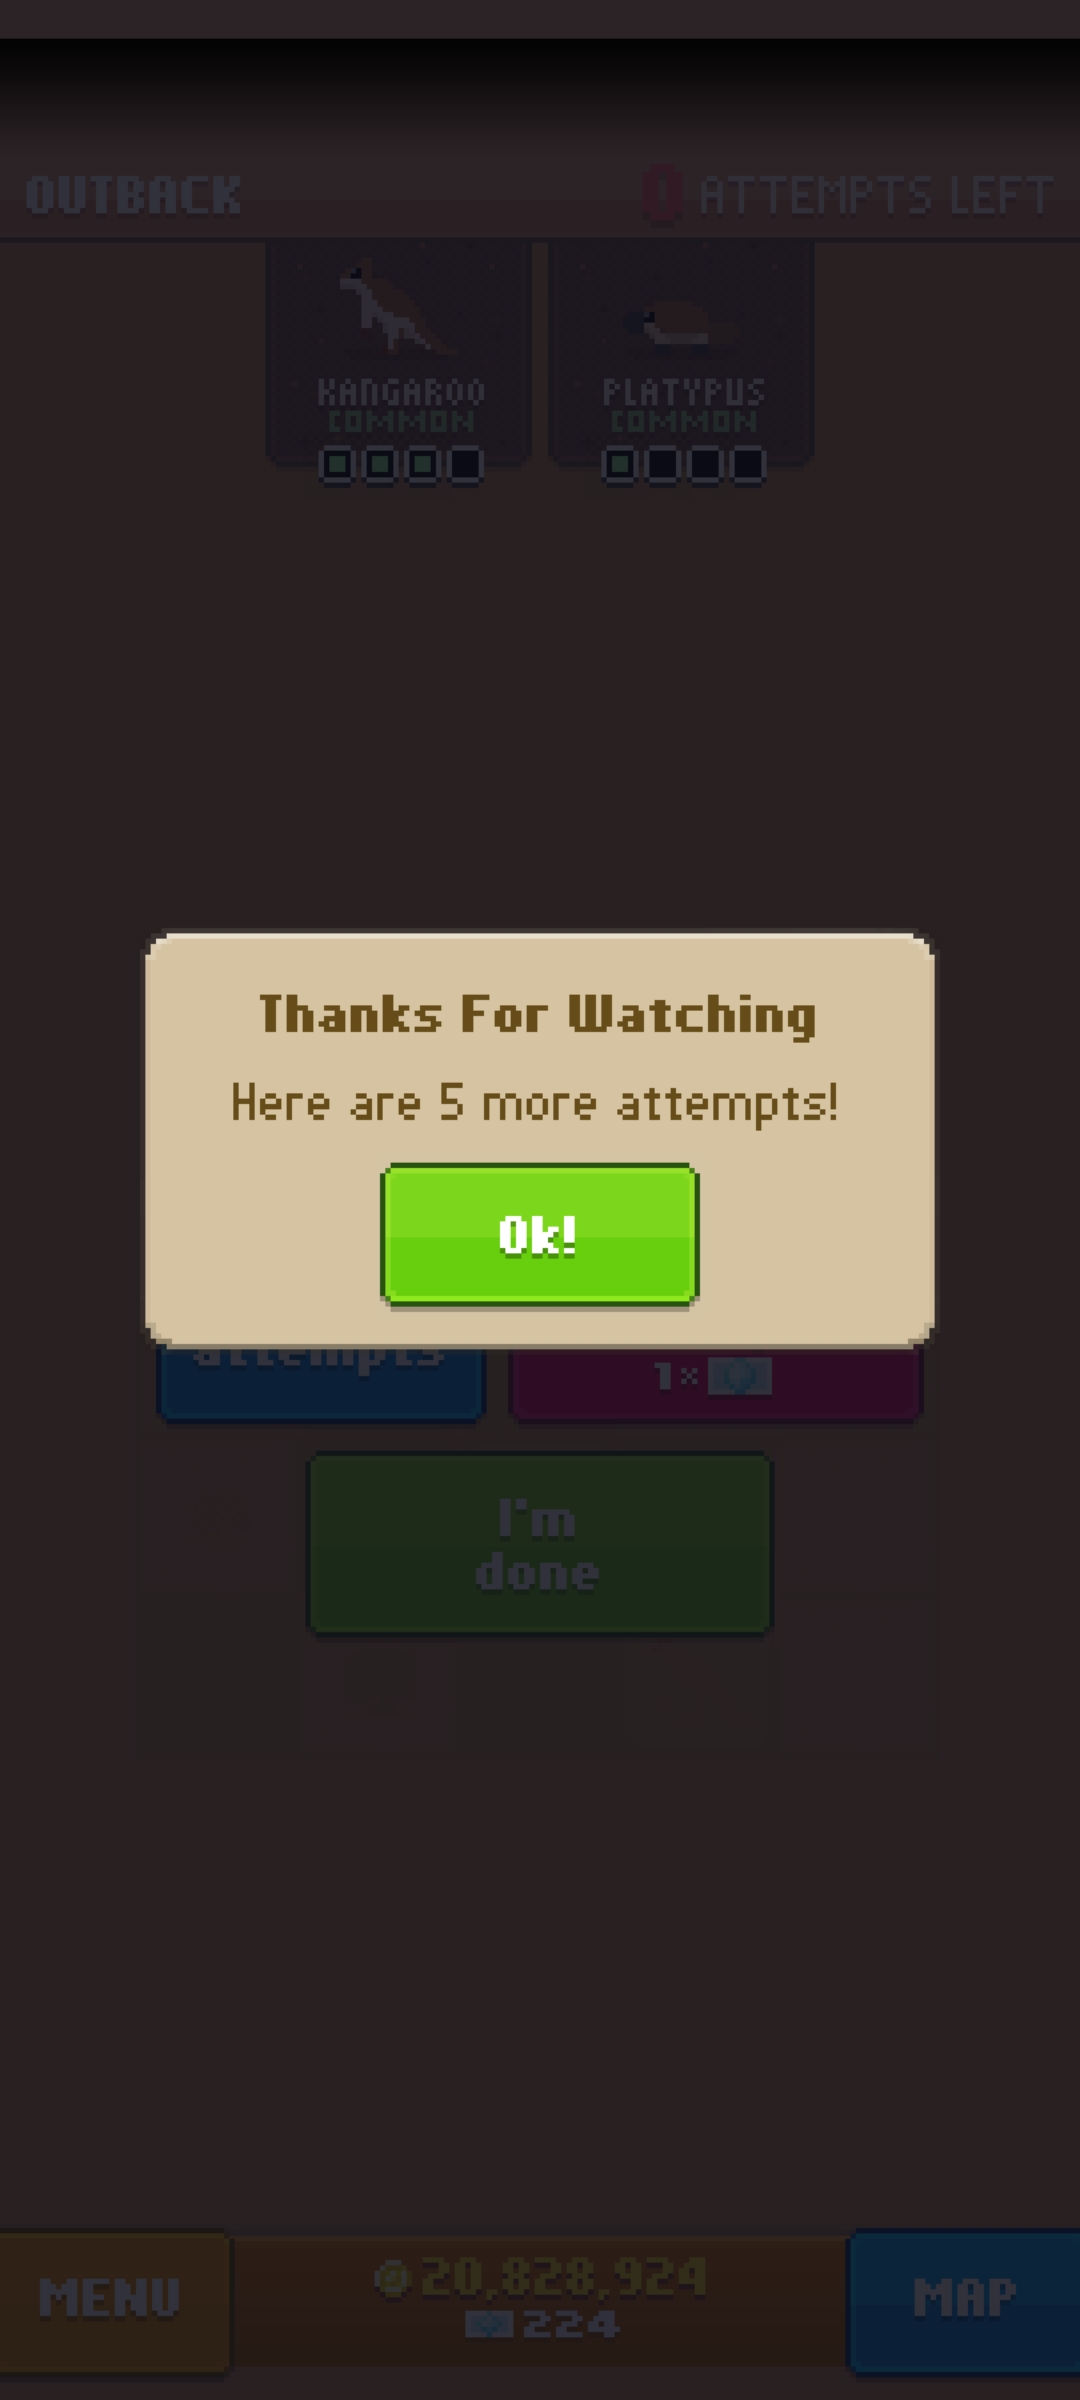 OUTBACK
0 ATTEMPTS LEFT
KANGAROO
COMMON
PLATYPUS
COMMON
Thanks For Watching
Here are 5 more attempts!
Ok!
attempts
1×
I'm
done
MENU
20,828,924
224
MAP